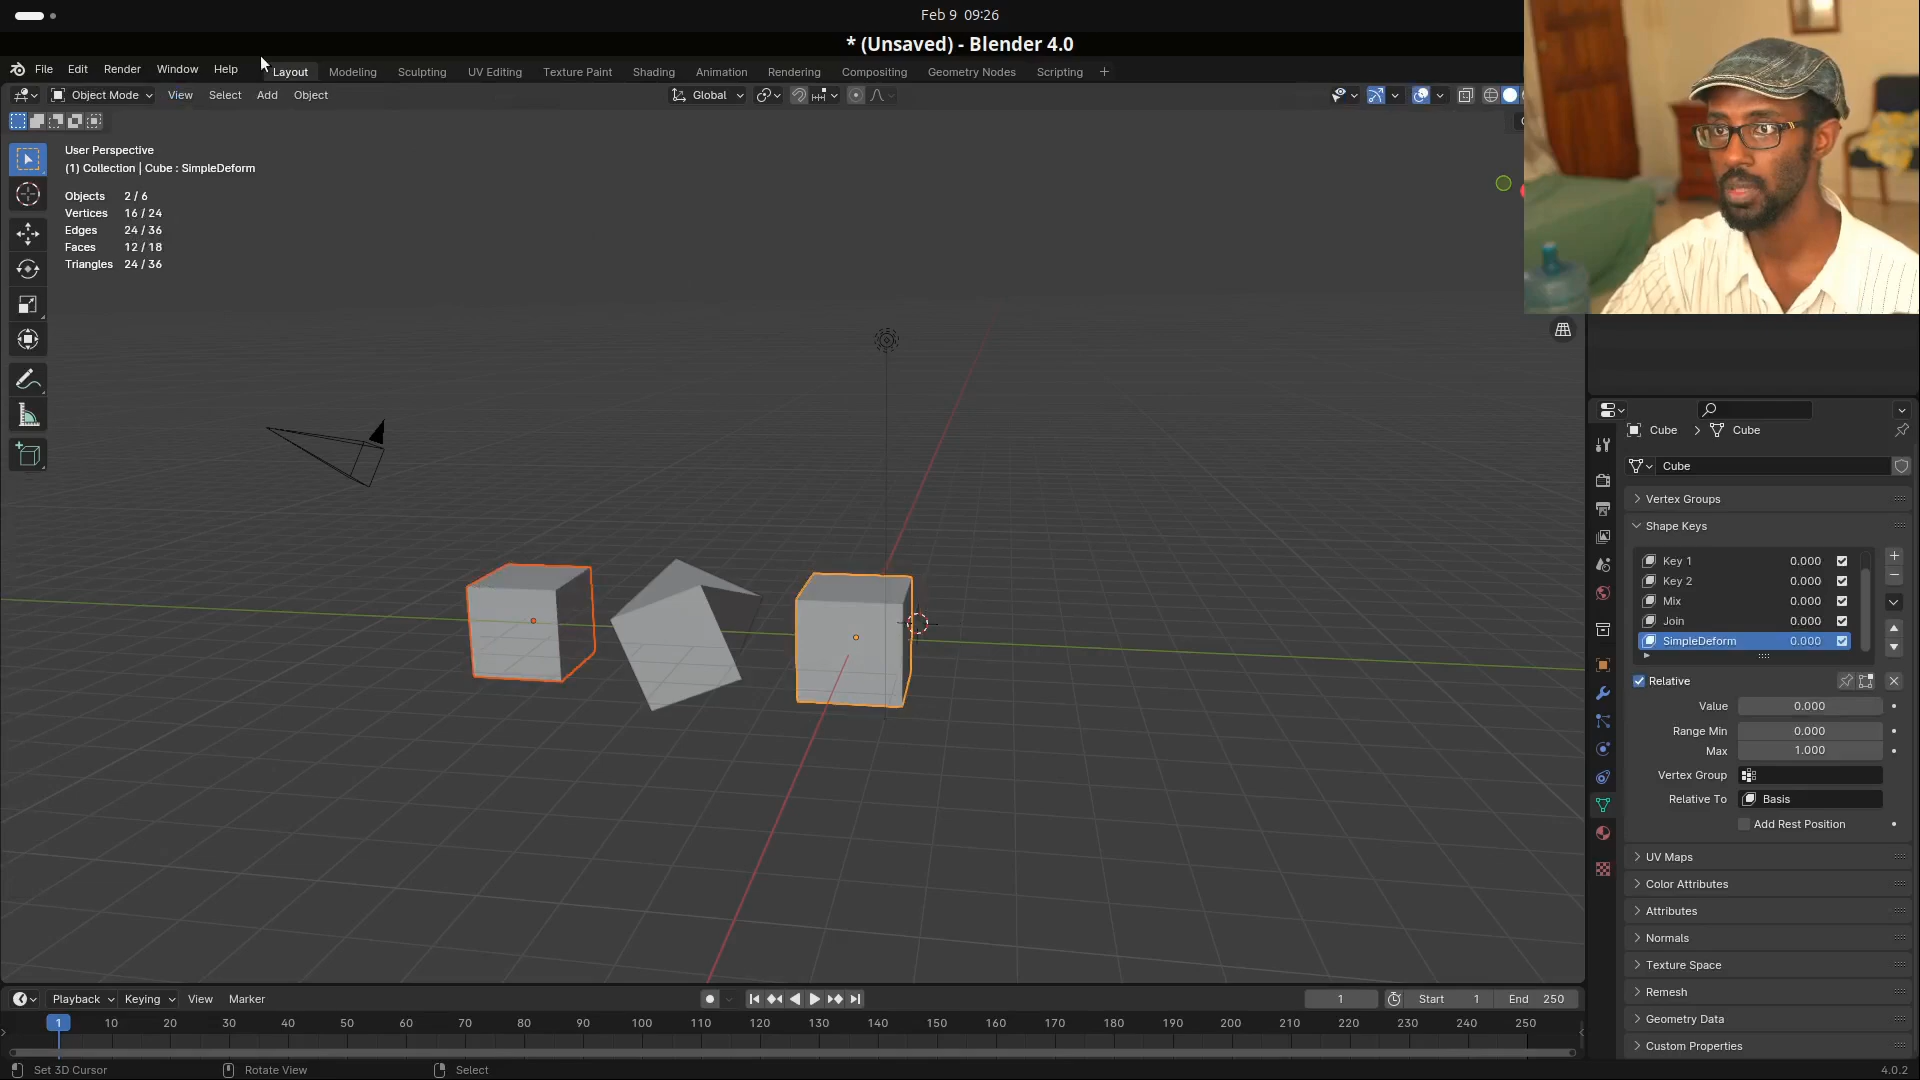 Feb 9 09:26
* (Unsaved) - Blender 4.0
File Edit Render Window Help Layout Modeling Sculpting UV Editing Texture Paint Shading Animation Rendering Compositing Geometry Nodes Scripting +
Object Mode View Select Add Object Global
User Perspective
(1) Collection | Cube : SimpleDeform
Objects 2 / 6
Vertices 16 / 24
Edges 24 / 36
Faces 12 / 18
Triangles 24 / 36
Cube > Cube
Cube
Vertex Groups
Shape Keys
Key 1 0.000
Key 2 0.000
Mix 0.000
Join 0.000
SimpleDeform 0.000
Relative
Value 0.000
Range Min 0.000
Max 1.000
Vertex Group
Relative To Basis
Add Rest Position
UV Maps
Color Attributes
Attributes
Normals
Texture Space
Remesh
Geometry Data
Custom Properties
Playback Keying View Marker 1 Start 1 End 250
1 10 20 30 40 50 60 70 80 90 100 110 120 130 140 150 160 170 180 190 200 210 220 230 240 250
Set 3D Cursor Rotate View Select 4.0.2